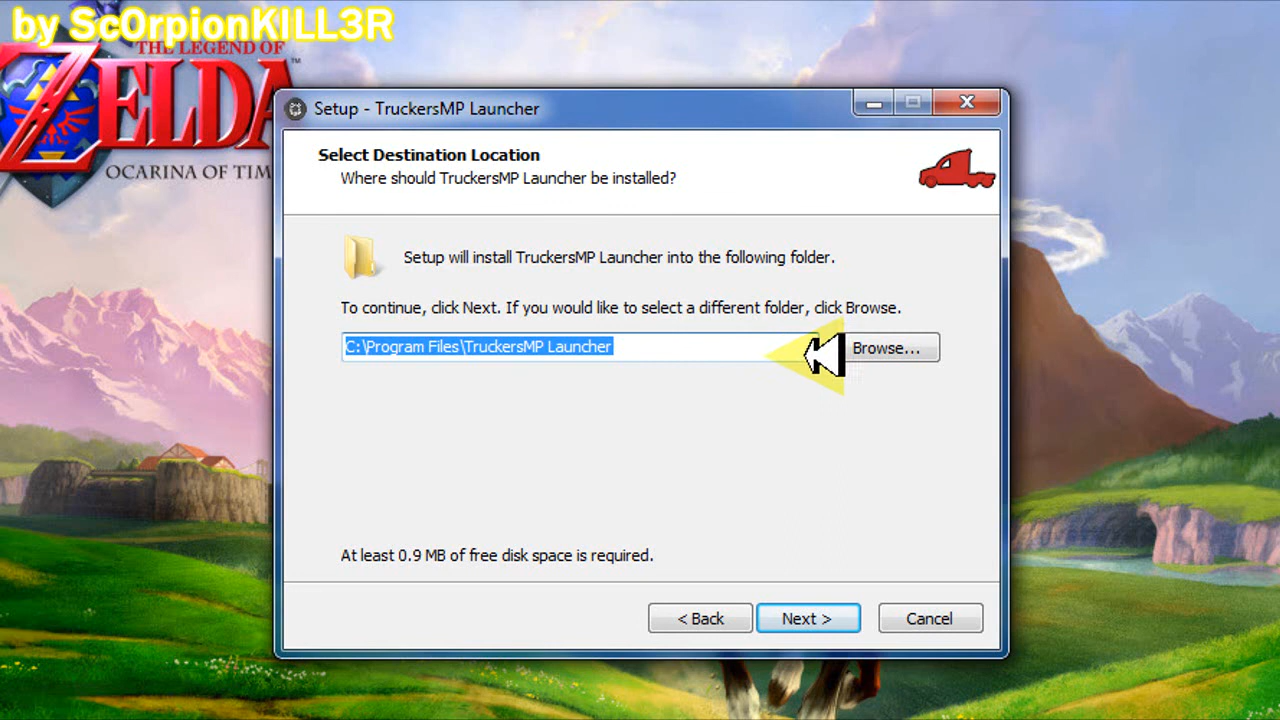 by Sc0rpionKILL3R
THE LEGEND OF
ZELDA
™
OCARINA OF TIM
Setup - TruckersMP Launcher
Select Destination Location
Where should TruckersMP Launcher be installed?
Setup will install TruckersMP Launcher into the following folder.
To continue, click Next. If you would like to select a different folder, click Browse.
C:\Program Files\TruckersMP Launcher
Browse...
At least 0.9 MB of free disk space is required.
< Back
Next >
Cancel